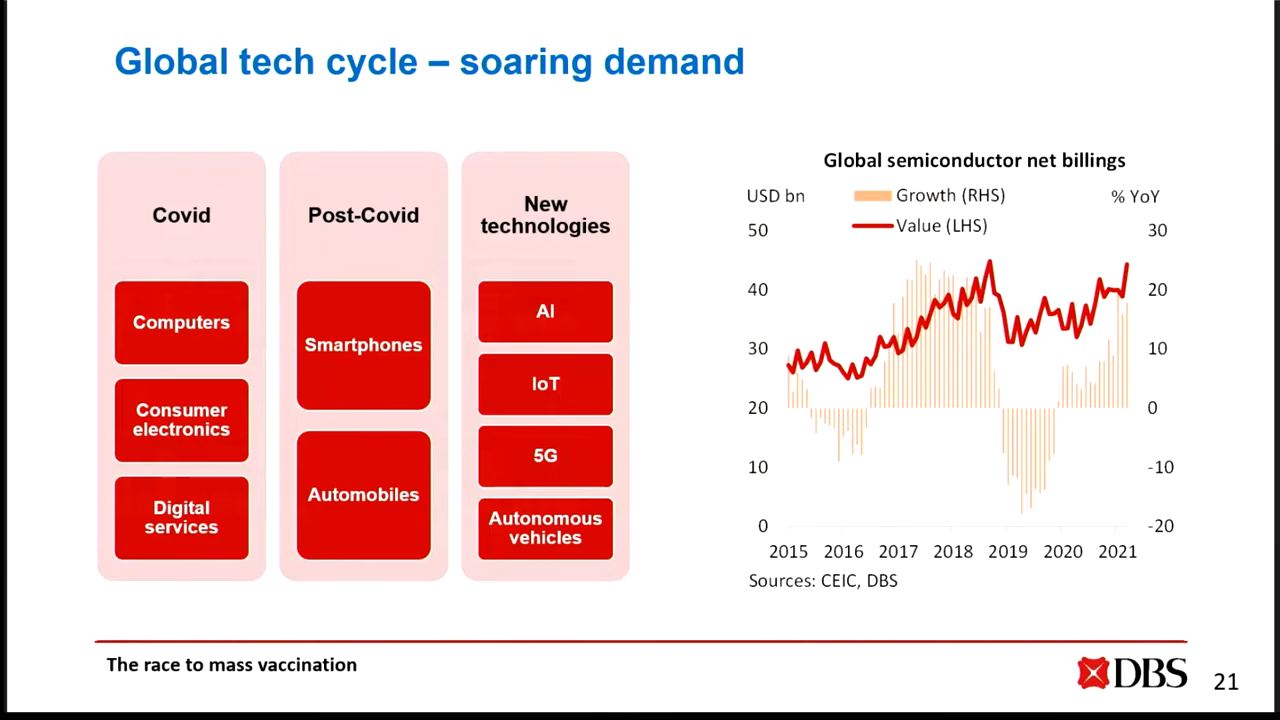 Global tech cycle – soaring demand
Covid
Computers
Consumer
electronics
Digital
services
Post-Covid
Smartphones
Automobiles
New
technologies
AI
IoT
5G
Autonomous
vehicles
Global semiconductor net billings
USD bn
Growth (RHS)
% YoY
Value (LHS)
50
40
30
20
10
0
30
20
10
0
-10
-20
2015 2016 2017 2018 2019 2020 2021
Sources: CEIC, DBS
The race to mass vaccination
DBS
21